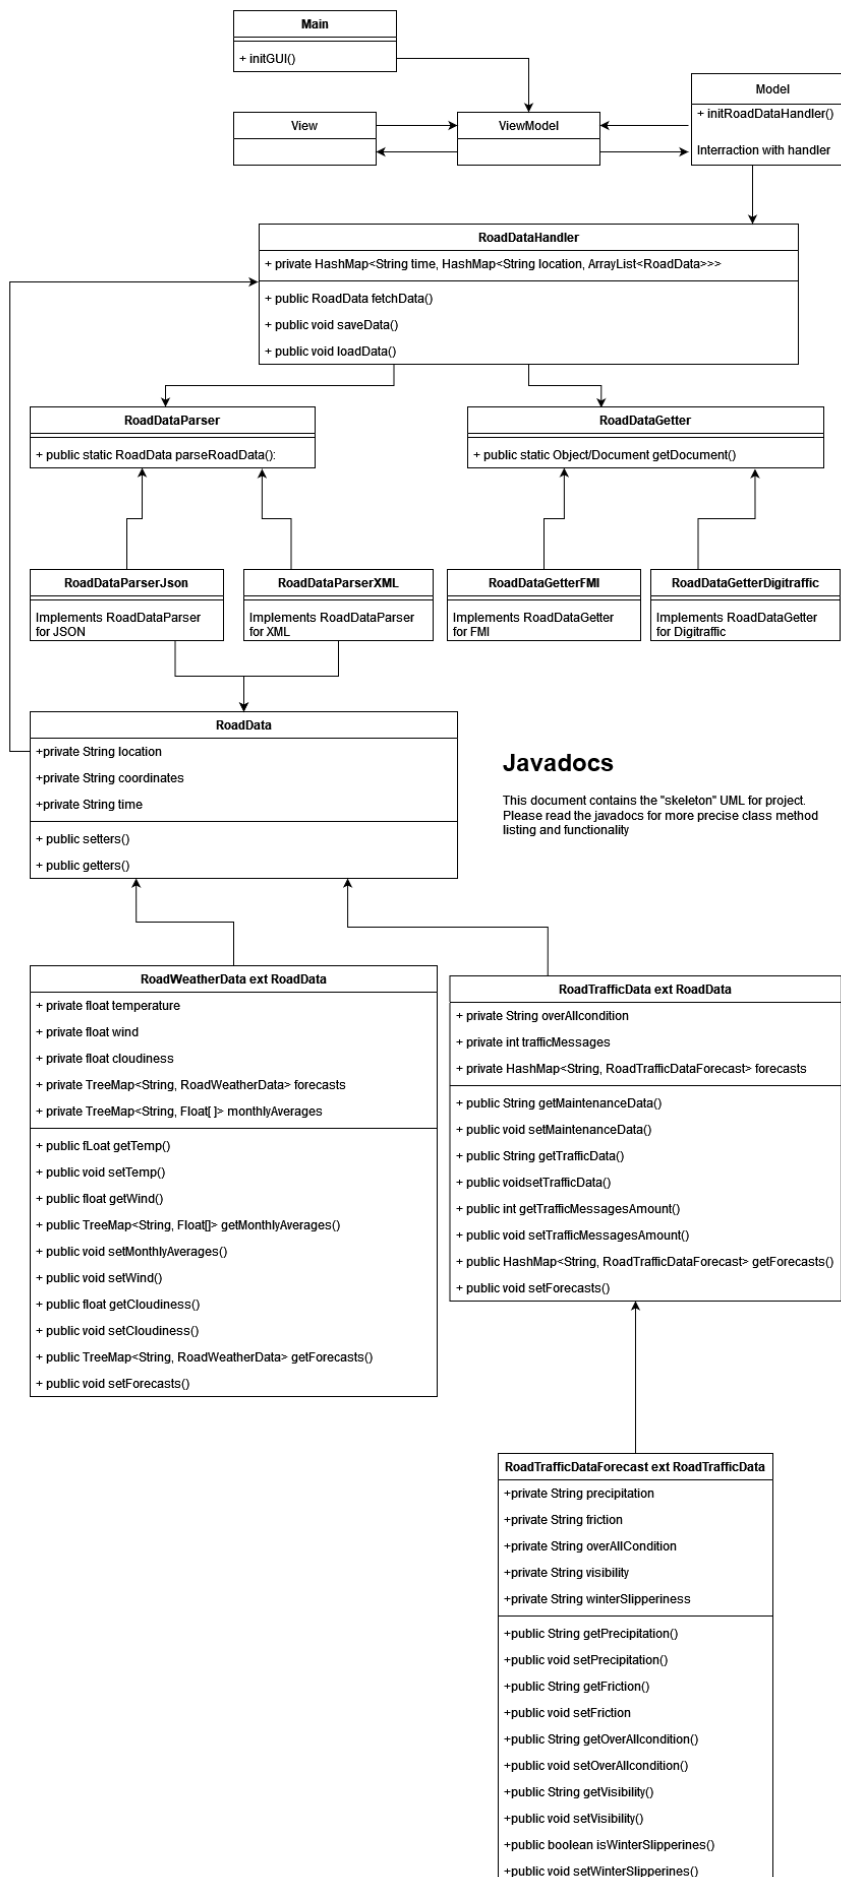 Main
+ initGUI()
Model
+ initRoadDataHandler()
Interraction with handler
View
ViewModel
RoadDataHandler
+ private HashMap<String time, HashMap<String location, ArrayList<RoadData>>>
+ public RoadData fetchData()
+ public void saveData()
+ public void loadData()
RoadDataParser
+ public static RoadData parseRoadData():
RoadDataGetter
+ public static Object/Document getDocument()
RoadDataParserJson
Implements RoadDataParser
for JSON
RoadDataParserXML
Implements RoadDataParser
for XML
RoadDataGetterFMI
Implements RoadDataGetter
for FMI
RoadDataGetterDigitraffic
Implements RoadDataGetter
for Digitraffic
RoadData
+private String location
+private String coordinates
+private String time
+ public setters()
+ public getters()
Javadocs
This document contains the "skeleton" UML for project.
Please read the javadocs for more precise class method
listing and functionality
RoadWeatherData ext RoadData
+ private float temperature
+ private float wind
+ private float cloudiness
+ private TreeMap<String, RoadWeatherData> forecasts
+ private TreeMap<String, Float[ ]> monthlyAverages
+ public fLoat getTemp()
+ public void setTemp()
+ public float getWind()
+ public TreeMap<String, Float[]> getMonthlyAverages()
+ public void setMonthlyAverages()
+ public void setWind()
+ public float getCloudiness()
+ public void setCloudiness()
+ public TreeMap<String, RoadWeatherData> getForecasts()
+ public void setForecasts()
RoadTrafficData ext RoadData
+ private String overAllcondition
+ private int trafficMessages
+ private HashMap<String, RoadTrafficDataForecast> forecasts
+ public String getMaintenanceData()
+ public void setMaintenanceData()
+ public String getTrafficData()
+ public voidsetTrafficData()
+ public int getTrafficMessagesAmount()
+ public void setTrafficMessagesAmount()
+ public HashMap<String, RoadTrafficDataForecast> getForecasts()
+ public void setForecasts()
RoadTrafficDataForecast ext RoadTrafficData
+private String precipitation
+private String friction
+private String overAllCondition
+private String visibility
+private String winterSlipperiness
+public String getPrecipitation()
+public void setPrecipitation()
+public String getFriction()
+public void setFriction
+public String getOverAllcondition()
+public void setOverAllcondition()
+public String getVisibility()
+public void setVisibility()
+public boolean isWinterSlipperines()
+public void setWinterSlipperines()